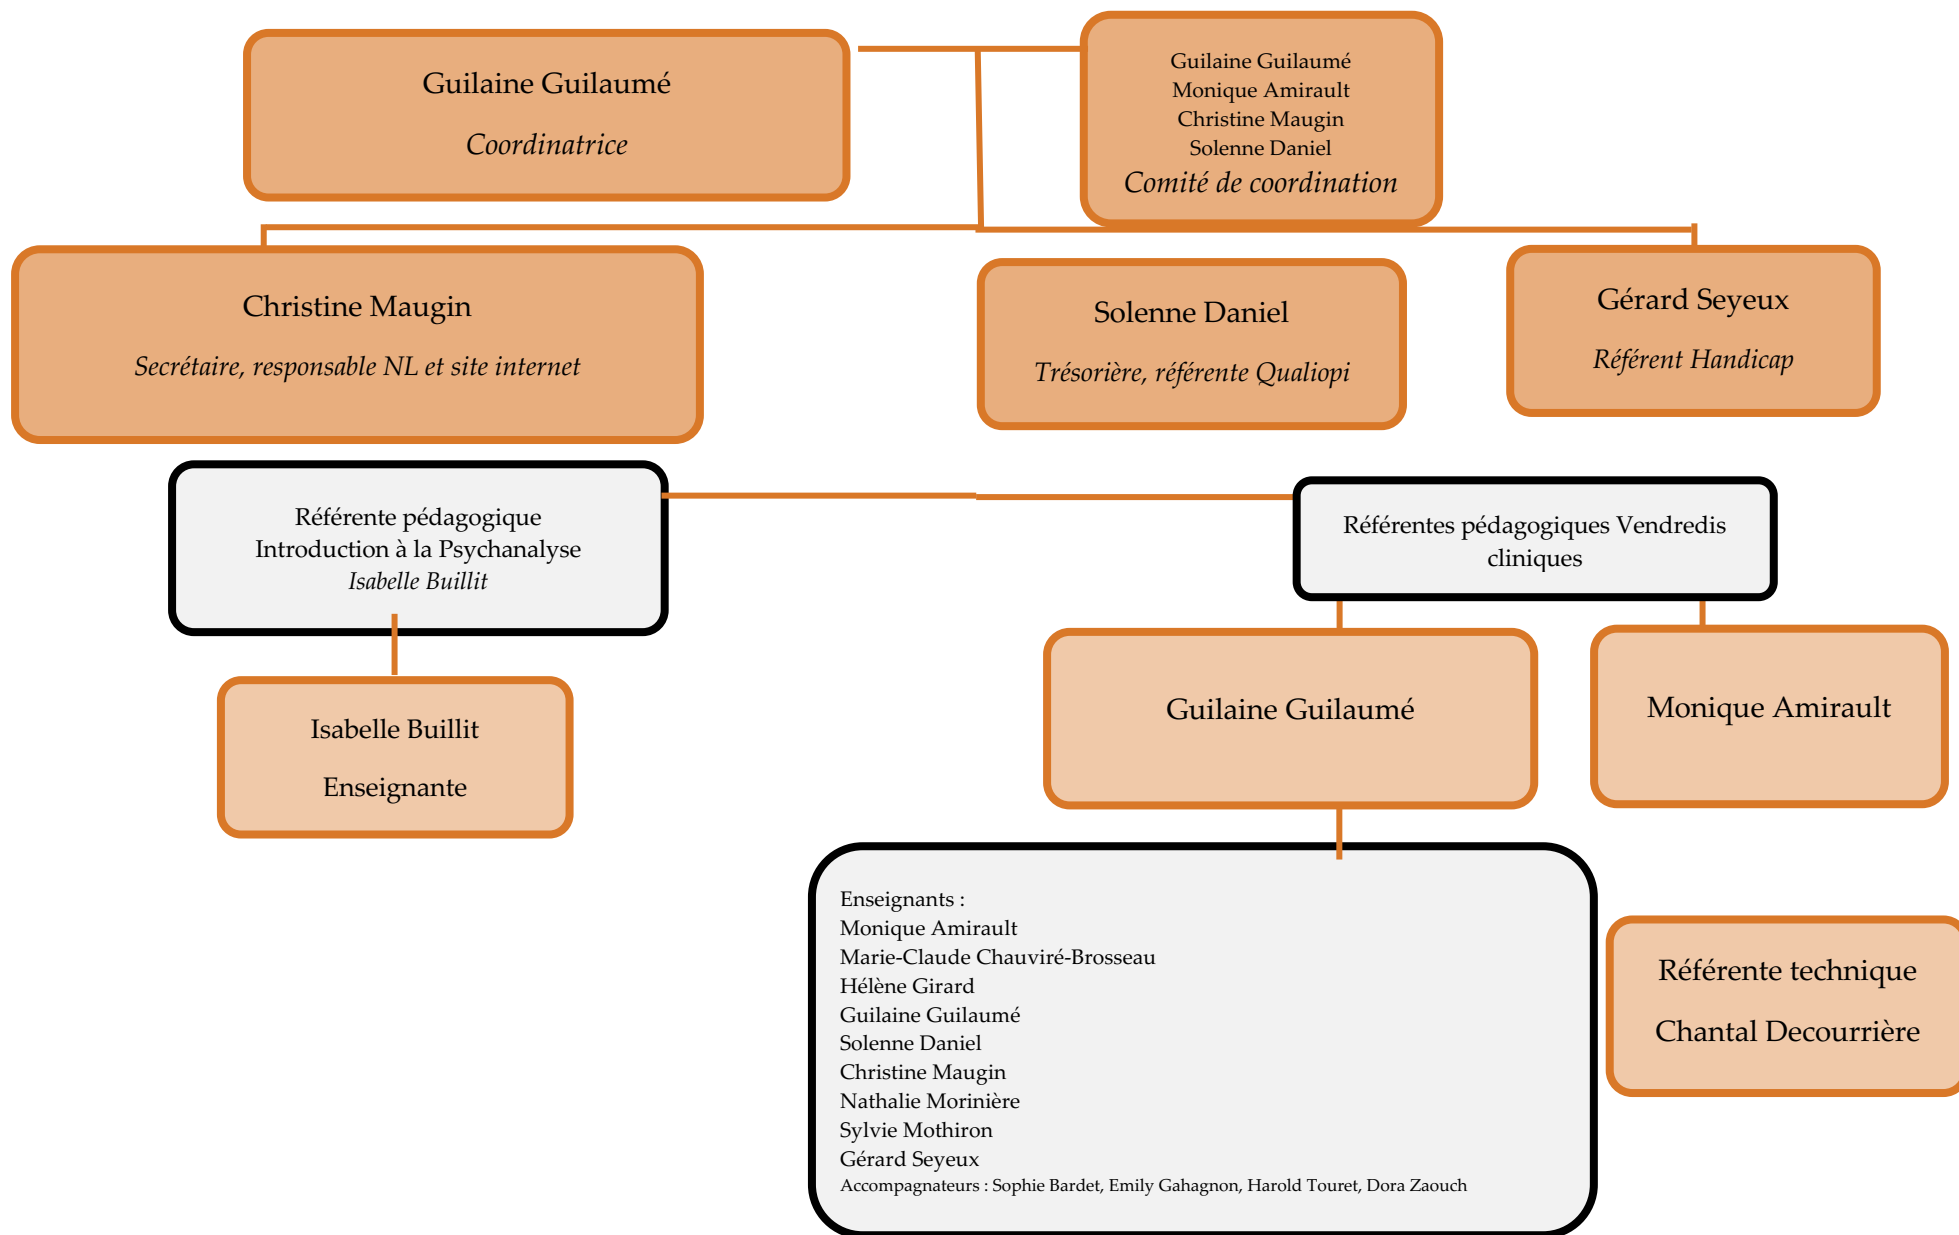 Guilaine Guilaumé
Coordinatrice
Guilaine Guilaumé
Monique Amirault
Christine Maugin
Solenne Daniel
Comité de coordination
Christine Maugin
Secrétaire, responsable NL et site internet
Solenne Daniel
Trésorière, référente Qualiopi
Gérard Seyeux
Référent Handicap
Référente pédagogique
Introduction à la Psychanalyse
Isabelle Buillit
Référentes pédagogiques Vendredis
cliniques
Isabelle Buillit
Enseignante
Guilaine Guilaumé
Monique Amirault
Enseignants :
Monique Amirault
Marie-Claude Chauviré-Brosseau
Hélène Girard
Guilaine Guilaumé
Solenne Daniel
Christine Maugin
Nathalie Morinière
Sylvie Mothiron
Gérard Seyeux
Accompagnateurs : Sophie Bardet, Emily Gahagnon, Harold Touret, Dora Zaouch
Référente technique
Chantal Decourrière